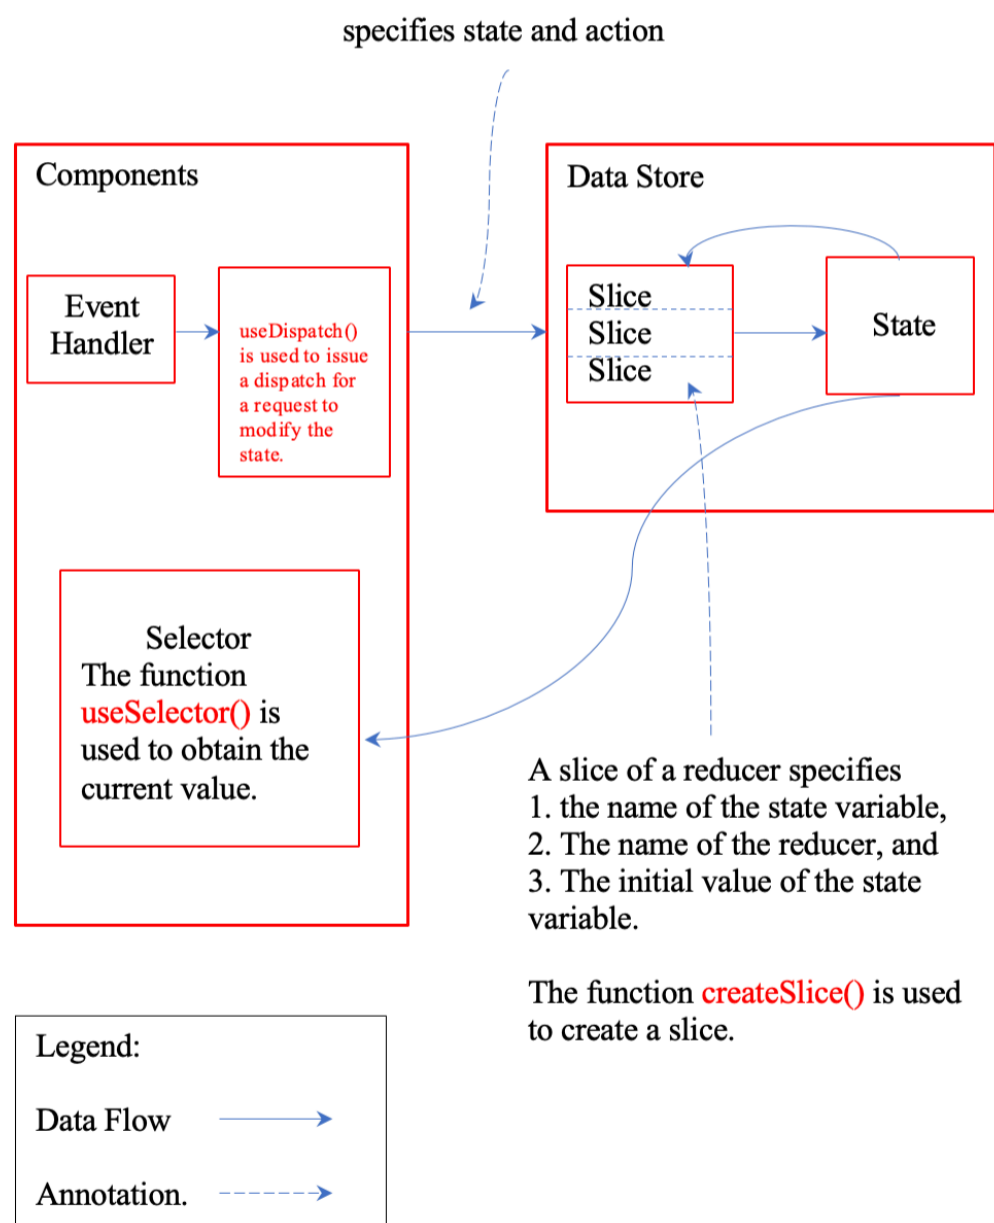 specifies state and action
Components
Data Store
Event
Handler
useDispatch()
is used to issue
a dispatch for
a request to
modify the
state.
Slice
Slice
Slice
State
Selector
The function
useSelector() is
used to obtain the
current value.
A slice of a reducer specifies
1. the name of the state variable,
2. The name of the reducer, and
3. The initial value of the state
variable.
The function createSlice() is used
to create a slice.
Legend:
Data Flow
Annotation.